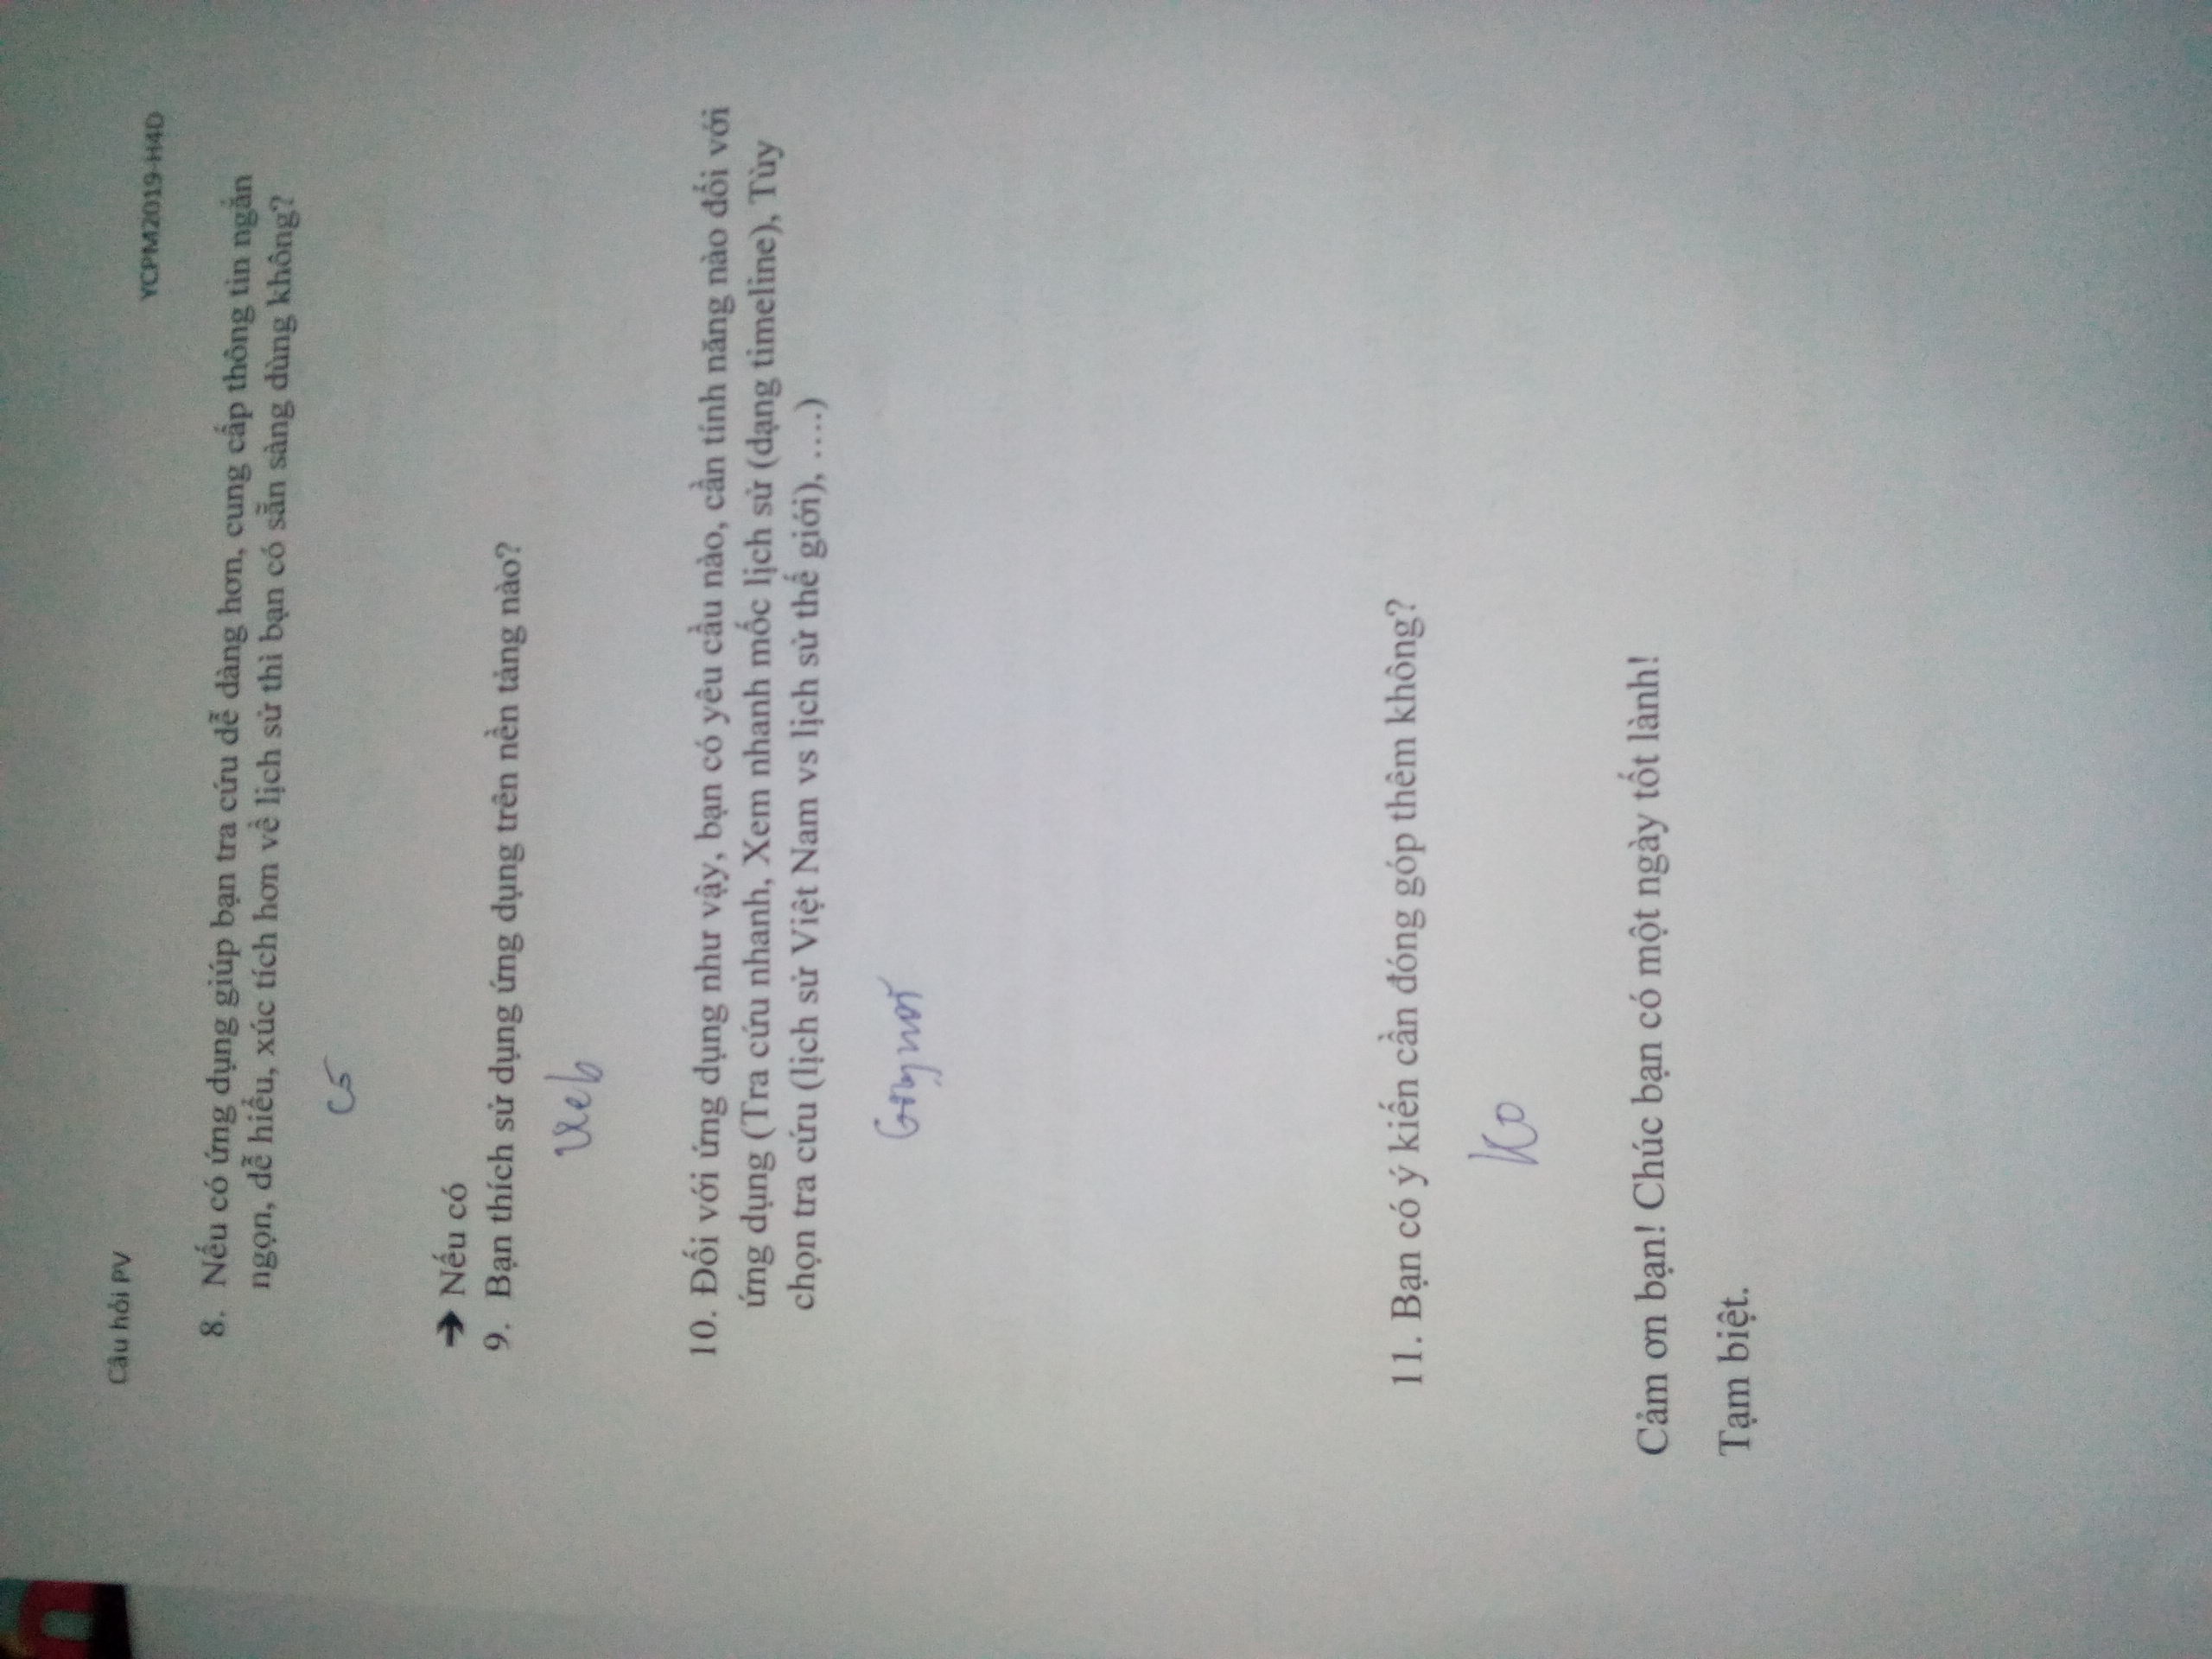 Câu hỏi PV YCPM2019-H4D
8. Nếu có ứng dụng giúp bạn tra cứu dễ dàng hơn, cung cấp thông tin ngắn
ngọn, dễ hiểu, xúc tích hơn về lịch sử thì bạn có sẵn sàng dùng không?
có
→ Nếu có
9. Bạn thích sử dụng ứng dụng trên nền tảng nào?
Web
10. Đối với ứng dụng như vậy, bạn có yêu cầu nào, cần tính năng nào đối với
ứng dụng (Tra cứu nhanh, Xem nhanh mốc lịch sử (dạng timeline), Tùy
chọn tra cứu (lịch sử Việt Nam vs lịch sử thế giới), ….)
11. Bạn có ý kiến cần đóng góp thêm không?
Ko
Cảm ơn bạn! Chúc bạn có một ngày tốt lành!
Tạm biệt.